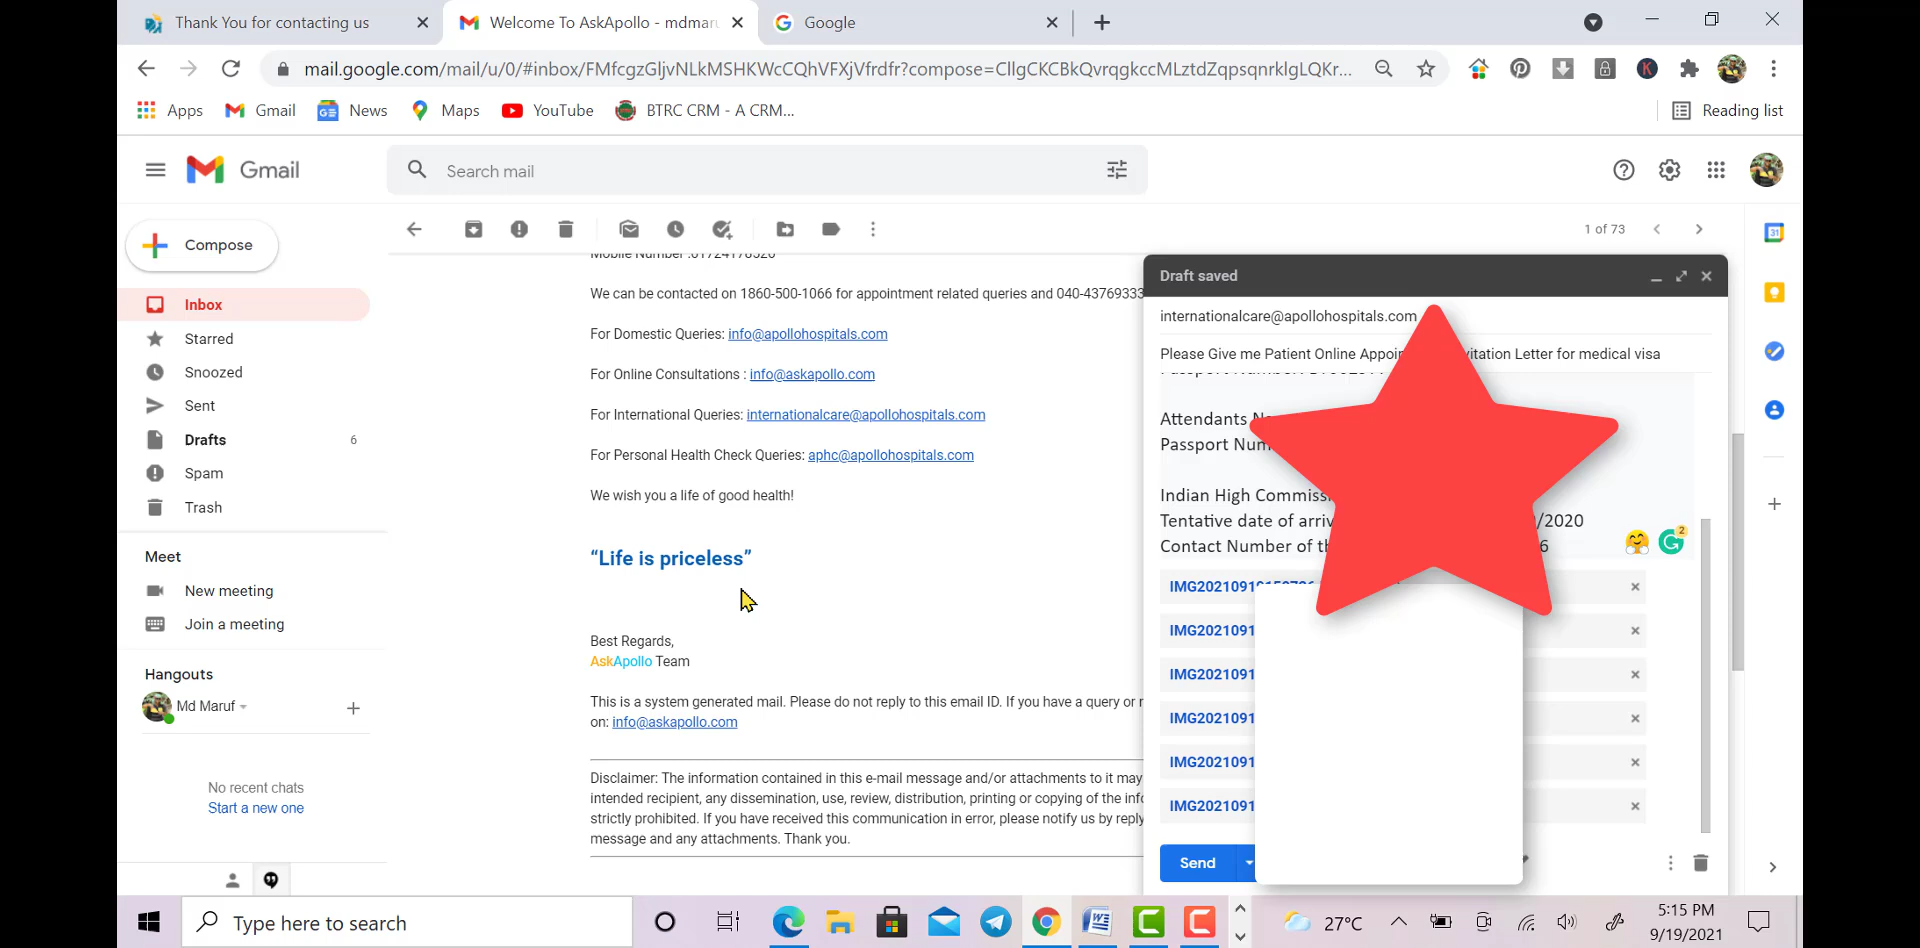 Thank You for contacting us
Welcome To AskApollo - mdmaru
Google
mail.google.com/mail/u/0/#inbox/FMfcgzGljvNLkMSHKWcCQhVFXjVfrdfr?compose=CllgCKCBkQvrqgkccMLztdZqpsqnrklgLQKr...
Apps
Gmail
News
Maps
YouTube
BTRC CRM - A CRM...
Reading list
Gmail
Search mail
Compose
1 of 73
Inbox
Starred
Snoozed
Sent
Drafts 6
Spam
Trash
Meet
New meeting
Join a meeting
Hangouts
Md Maruf
No recent chats
Start a new one
We can be contacted on 1860-500-1066 for appointment related queries and 040-43769333
For Domestic Queries: info@apollohospitals.com
For Online Consultations : info@askapollo.com
For International Queries: internationalcare@apollohospitals.com
For Personal Health Check Queries: aphc@apollohospitals.com
We wish you a life of good health!
“Life is priceless”
Best Regards,
AskApollo Team
This is a system generated mail. Please do not reply to this email ID. If you have a query or
on: info@askapollo.com
Disclaimer: The information contained in this e-mail message and/or attachments to it may
intended recipient, any dissemination, use, review, distribution, printing or copying of the
strictly prohibited. If you have received this communication in error, please notify us by reply
message and any attachments. Thank you.
Draft saved
internationalcare@apollohospitals.com
Please Give me Patient Online Appoi vitation Letter for medical visa
Attendants
Passport Num
Indian High Commiss
Tentative date of arriv /2020
Contact Number of th 6
2
IMG20210919
IMG2021091
IMG2021091
IMG2021091
IMG2021091
IMG2021091
Send
31
Type here to search
27°C
5:15 PM
9/19/2021